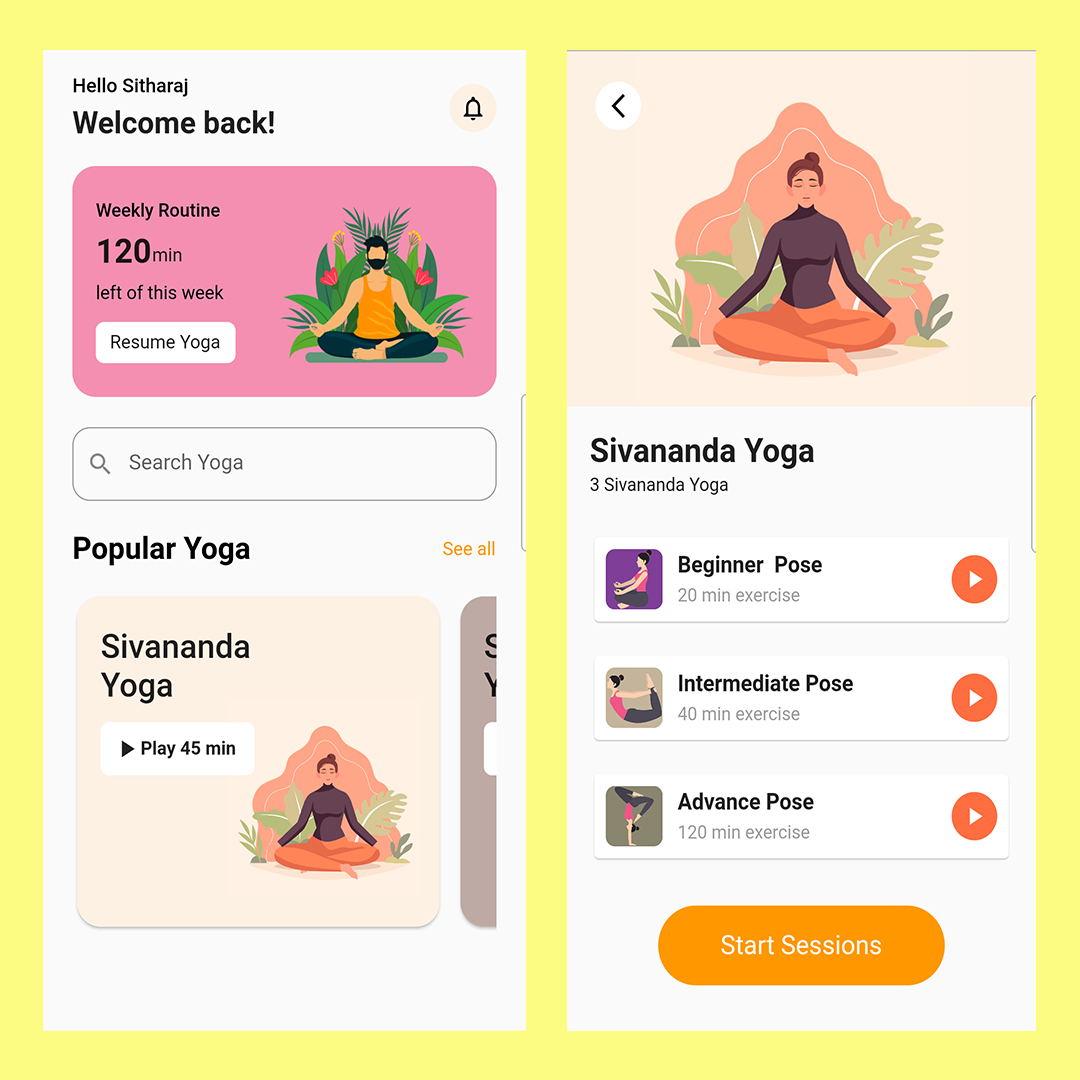 Hello Sitharaj
Welcome back!
Weekly Routine
120min
left of this week
Resume Yoga
Search Yoga
Popular Yoga
See all
Sivananda
Yoga
Play 45 min
S
Y
Sivananda Yoga
3 Sivananda Yoga
Beginner  Pose
20 min exercise
Intermediate Pose
40 min exercise
Advance Pose
120 min exercise
Start Sessions